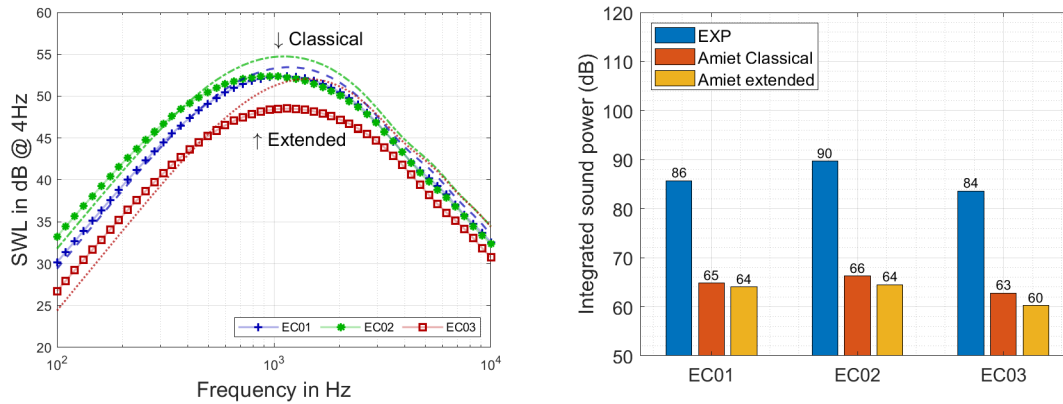 60
55
50
45
40
35
30
25
20
SWL in dB @ 4Hz
↓ Classical
↑ Extended
EC01
EC02
EC03
10²
10³
10⁴
Frequency in Hz
120
110
100
90
80
70
60
50
Integrated sound power (dB)
EXP
Amiet Classical
Amiet extended
86
65
64
90
66
64
84
63
60
EC01
EC02
EC03